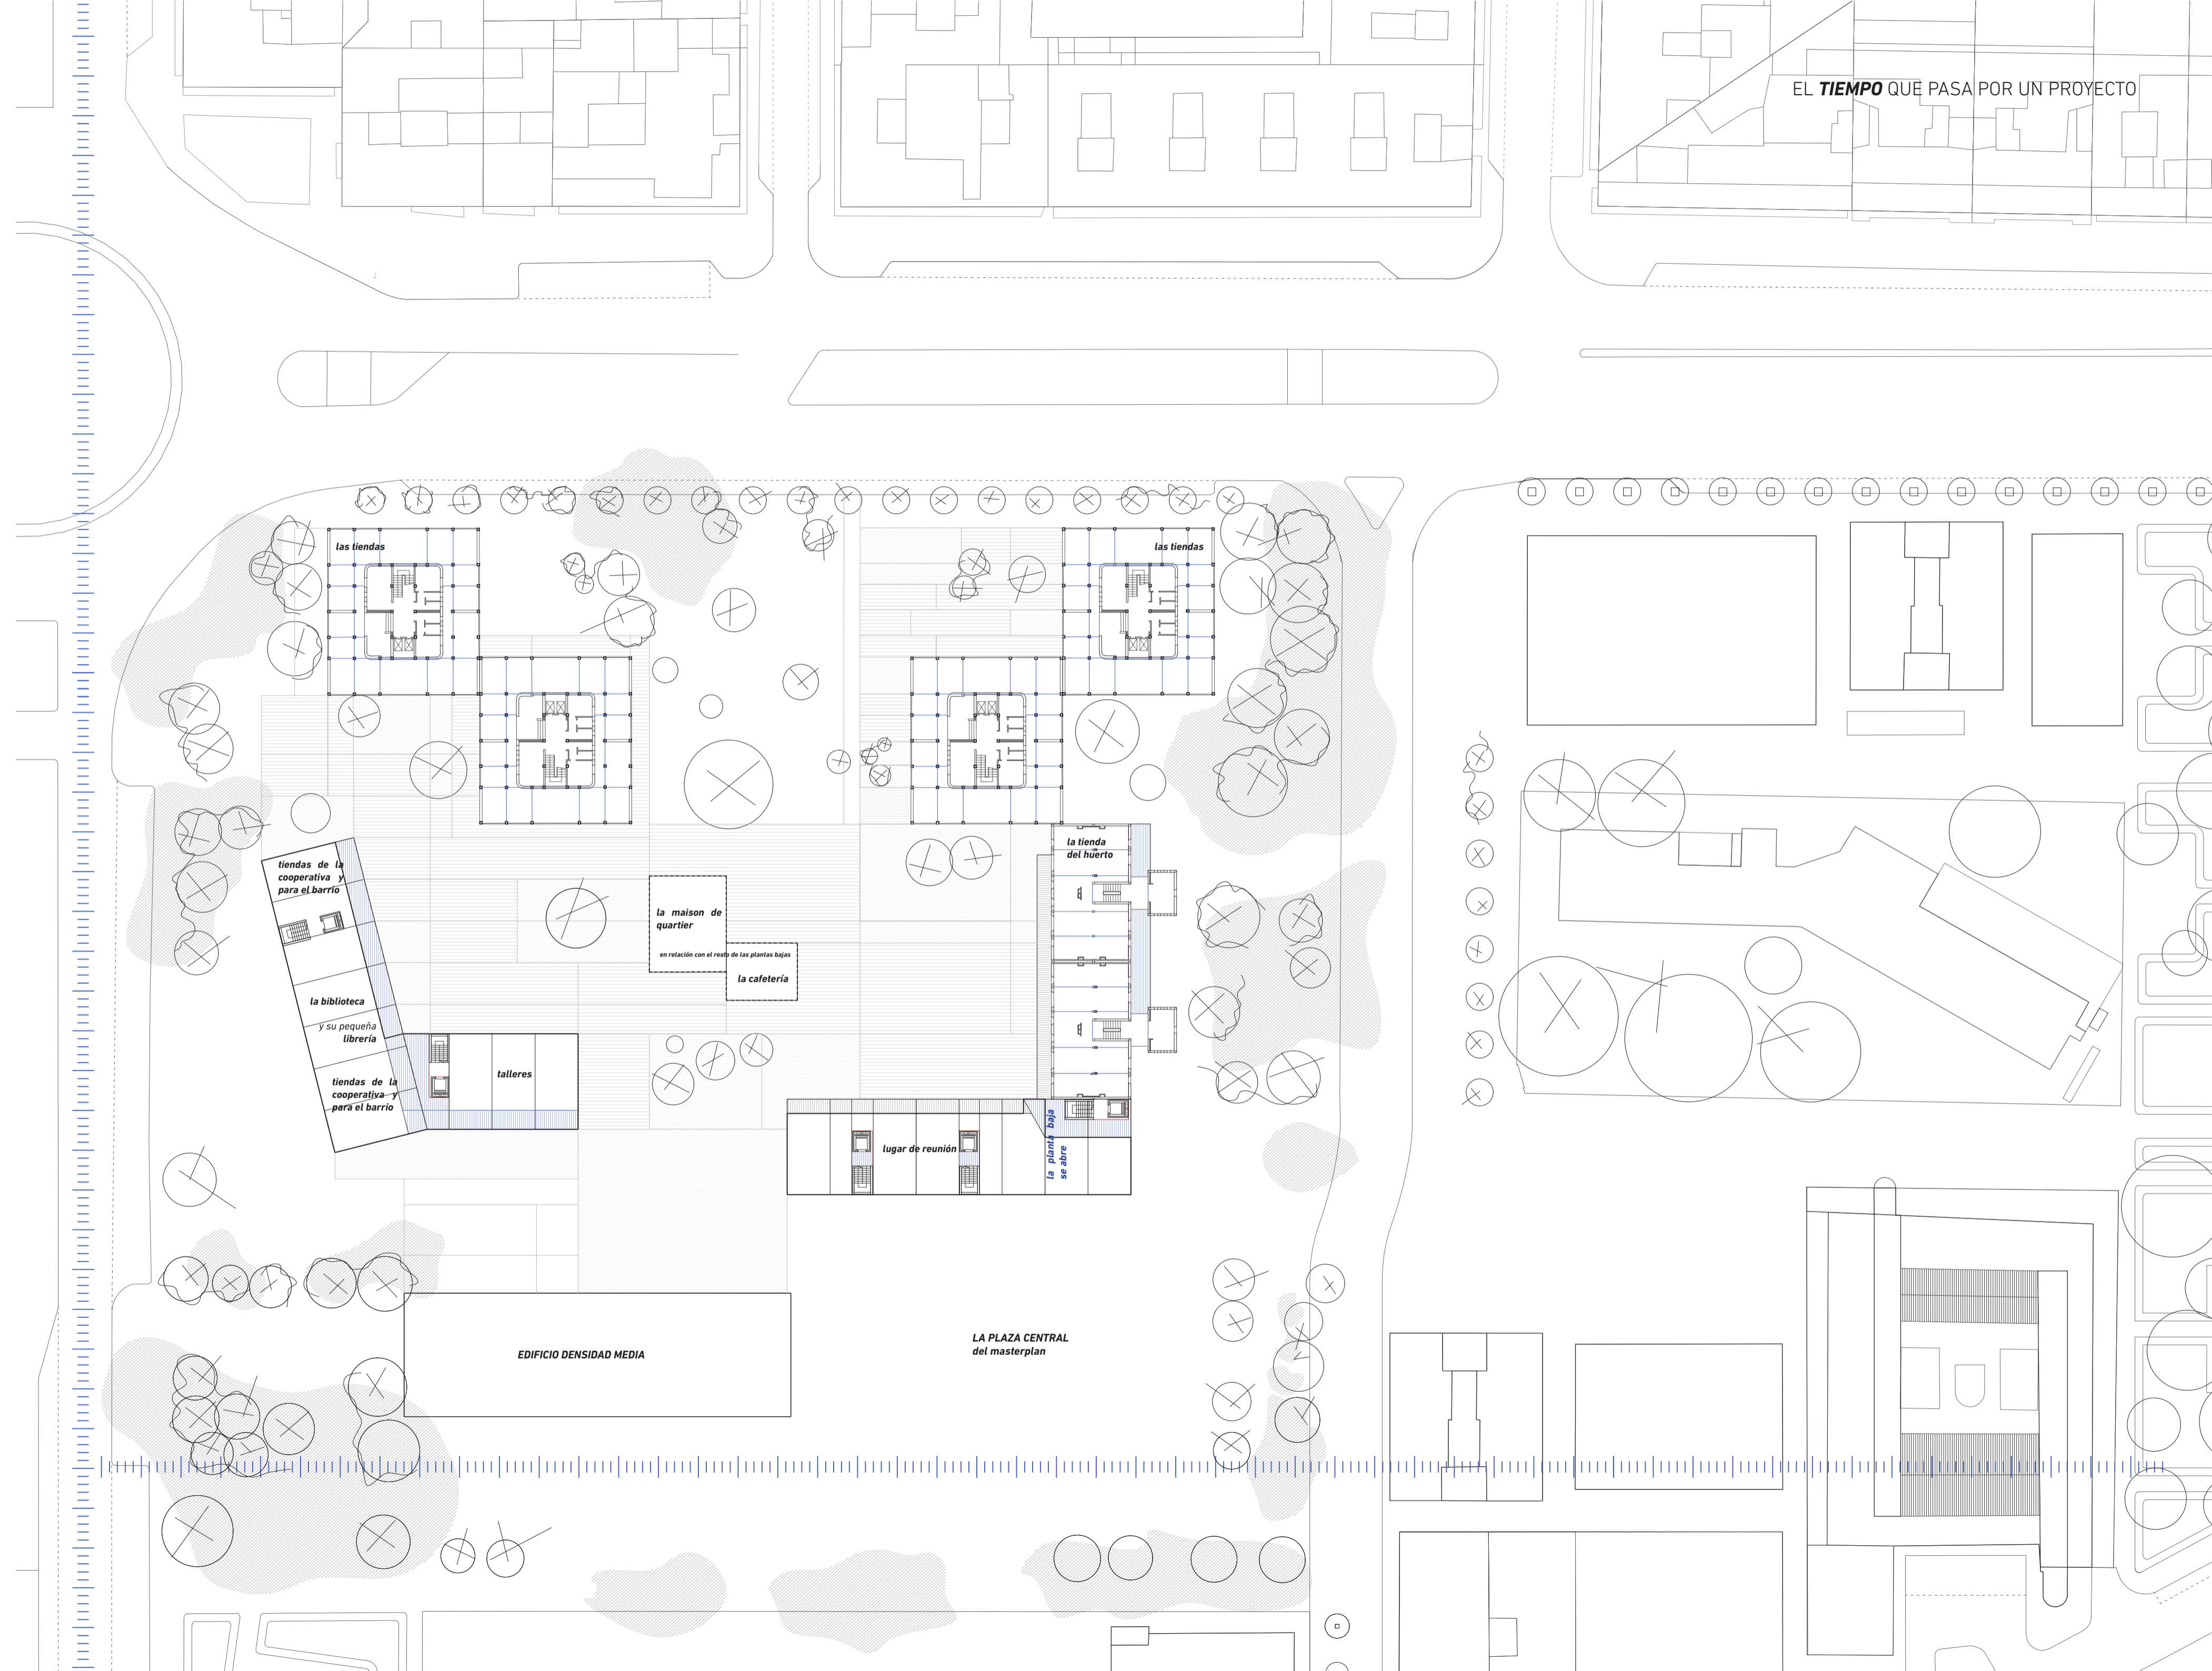 EL TIEMPO QUE PASA POR UN PROYECTO
las tiendas
las tiendas
la tienda
del huerto
tiendas de la
cooperativa y
para el barrio
la maison de
quartier
en relación con el resto de las plantas bajas
la cafetería
la biblioteca
y su pequeña
librería
talleres
tiendas de la
cooperativa y
para el barrio
lugar de reunión
la planta baja
se abre
LA PLAZA CENTRAL
del masterplan
EDIFICIO DENSIDAD MEDIA